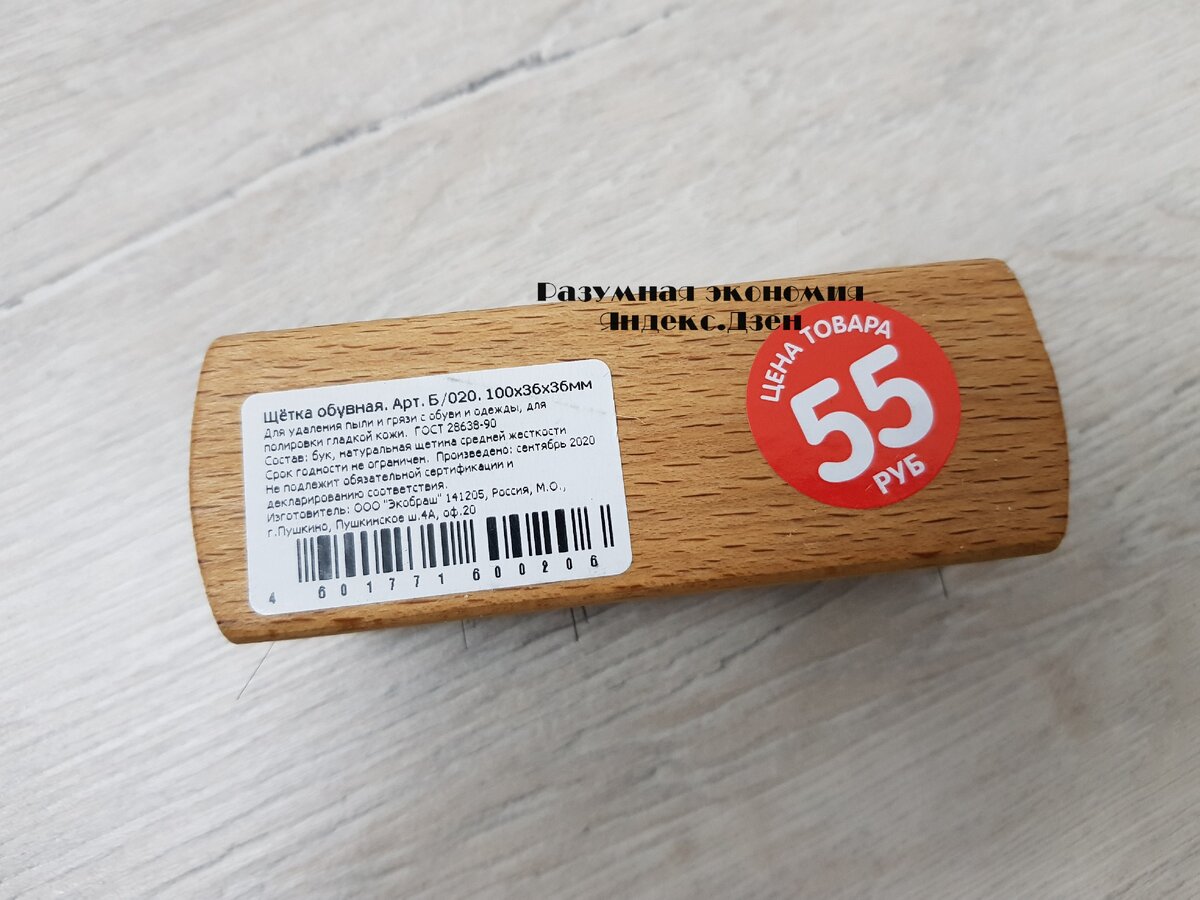 Разумная экономия
Яндекс.Дзен
ЦЕНА ТОВАРА
55
РУБ
Щётка обувная. Арт. Б/020, 100х36х36мм
Для удаления пыли и грязи с обуви и одежды, для
полировки гладкой кожи. ГОСТ 28638-90
Состав: бук, натуральная щетина средней жесткости
Срок годности не ограничен. Произведено: сентябрь 2020
Не подлежит обязательной сертификации и
декларированию соответствия.
Изготовитель: ООО "Экобраш" 141205, Россия, М.О.,
г.Пушкино, Пушкинское ш.4А, оф.20
4 601771 600206